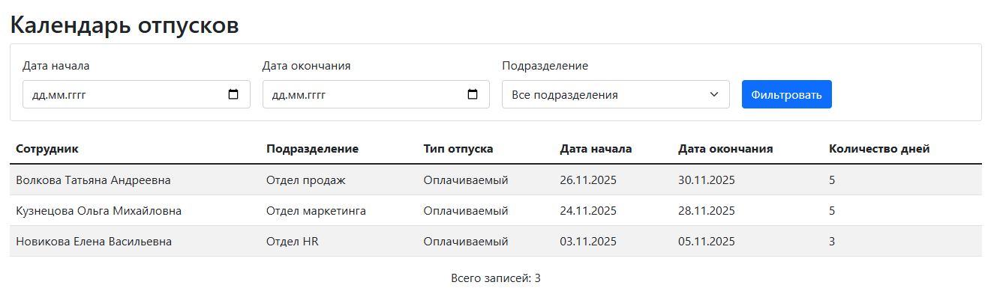 Календарь отпусков
Дата начала Дата окончания Подразделение
дд.мм.гггг дд.мм.гггг Все подразделения Фильтровать
Сотрудник Подразделение Тип отпуска Дата начала Дата окончания Количество дней
Волкова Татьяна Андреевна Отдел продаж Оплачиваемый 26.11.2025 30.11.2025 5
Кузнецова Ольга Михайловна Отдел маркетинга Оплачиваемый 24.11.2025 28.11.2025 5
Новикова Елена Васильевна Отдел HR Оплачиваемый 03.11.2025 05.11.2025 3
Всего записей: 3